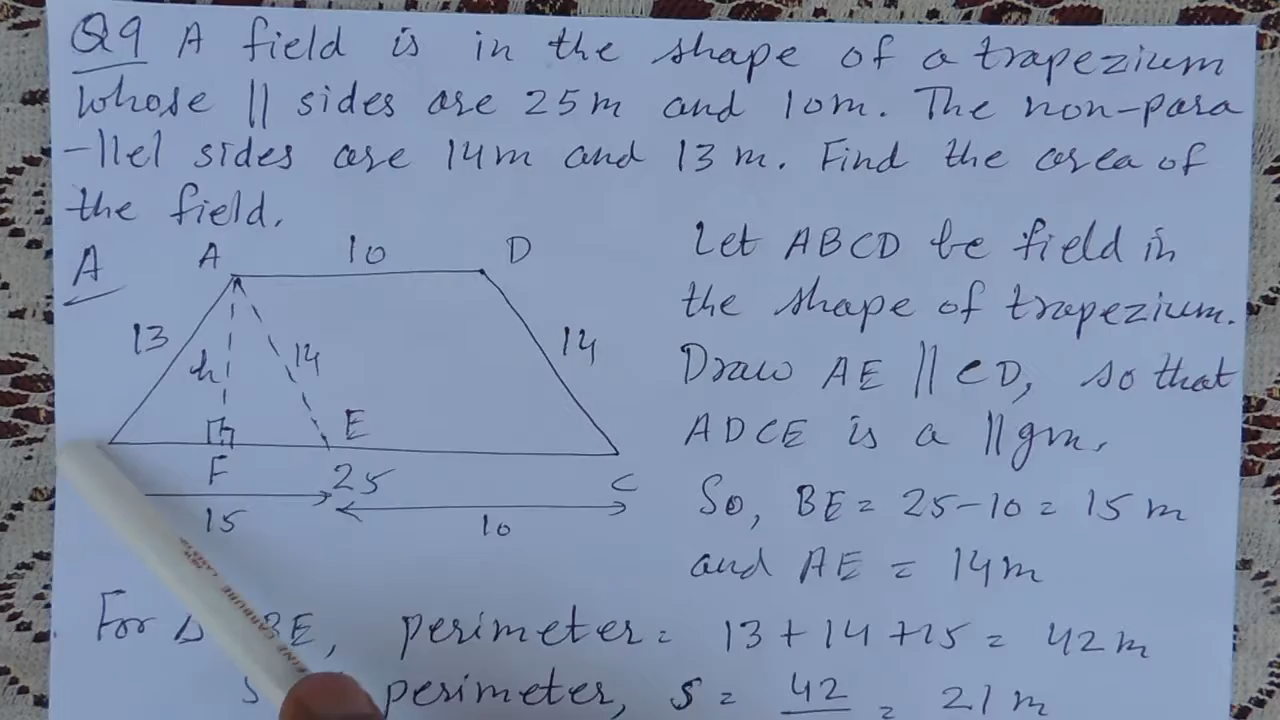 Q9 A field is in the shape of a trapezium
whose || sides are 25m and 10m. The non-para
-llel sides are 14m and 13 m. Find the area of
the field.
A
A 10 D
13
h
14
14
E
F
25
C
15
10
Let ABCD be field in
the shape of trapezium.
Draw AE || CD, so that
ADCE is a ||gm.
So, BE = 25-10 = 15 m
and AE = 14m
For Δ BE, perimeter = 13+14+15 = 42m
perimeter, s = 42 = 21m